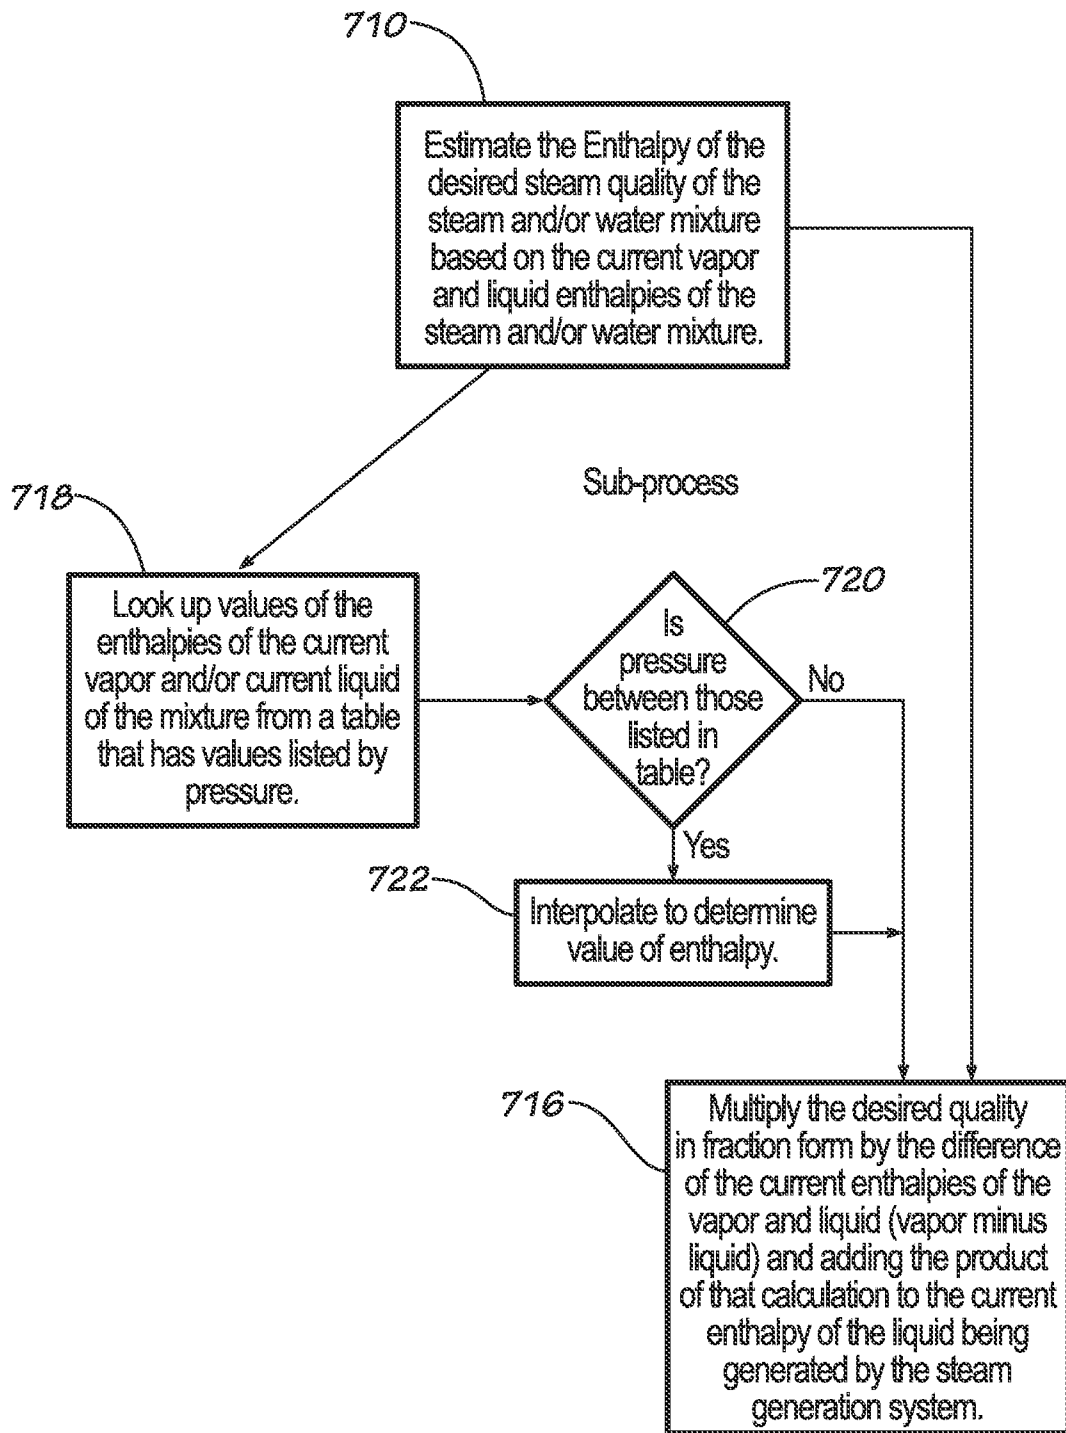 710
Estimate the Enthalpy of the
desired steam quality of the
steam and/or water mixture
based on the current vapor
and liquid enthalpies of the
steam and/or water mixture.
Sub-process
718
Look up values of the
enthalpies of the current
vapor and/or current liquid
of the mixture from a table
that has values listed by
pressure.
720
Is
pressure
between those
listed in
table?
No
Yes
722
Interpolate to determine
value of enthalpy.
716
Multiply the desired quality
in fraction form by the difference
of the current enthalpies of the
vapor and liquid (vapor minus
liquid) and adding the product
of that calculation to the current
enthalpy of the liquid being
generated by the steam
generation system.